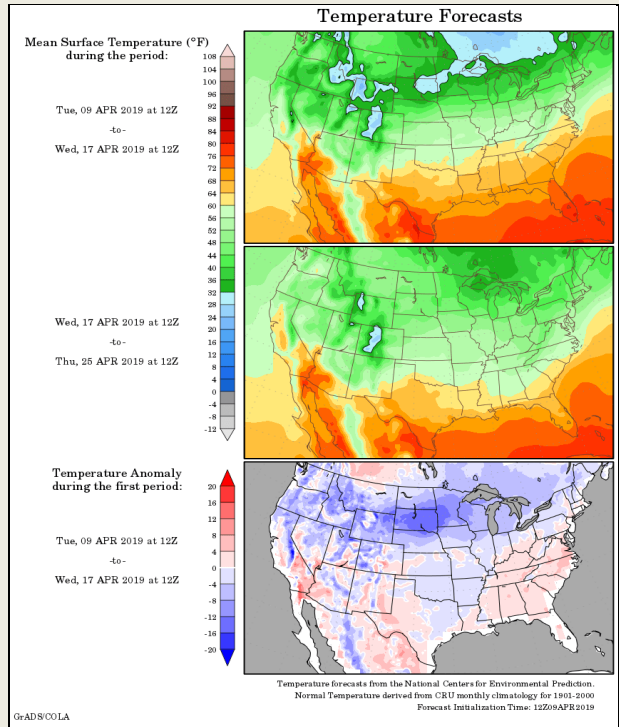 Temperature Forecasts
Mean Surface Temperature (°F)
during the period:
Tue, 09 APR 2019 at 12Z
-to-
Wed, 17 APR 2019 at 12Z
108
104
100
96
92
88
84
80
76
72
68
64
60
56
52
48
44
40
36
32
28
24
20
16
12
8
4
0
-4
-8
-12
Wed, 17 APR 2019 at 12Z
-to-
Thu, 25 APR 2019 at 12Z
Temperature Anomaly
during the first period:
Tue, 09 APR 2019 at 12Z
-to-
Wed, 17 APR 2019 at 12Z
20
16
12
8
4
0
-4
-8
-12
-16
-20
Temperature forecasts from the National Centers for Environmental Prediction.
Normal Temperature derived from CRU monthly climatology for 1901-2000
Forecast Initialization Time: 12Z09APR2019
GrADS/COLA